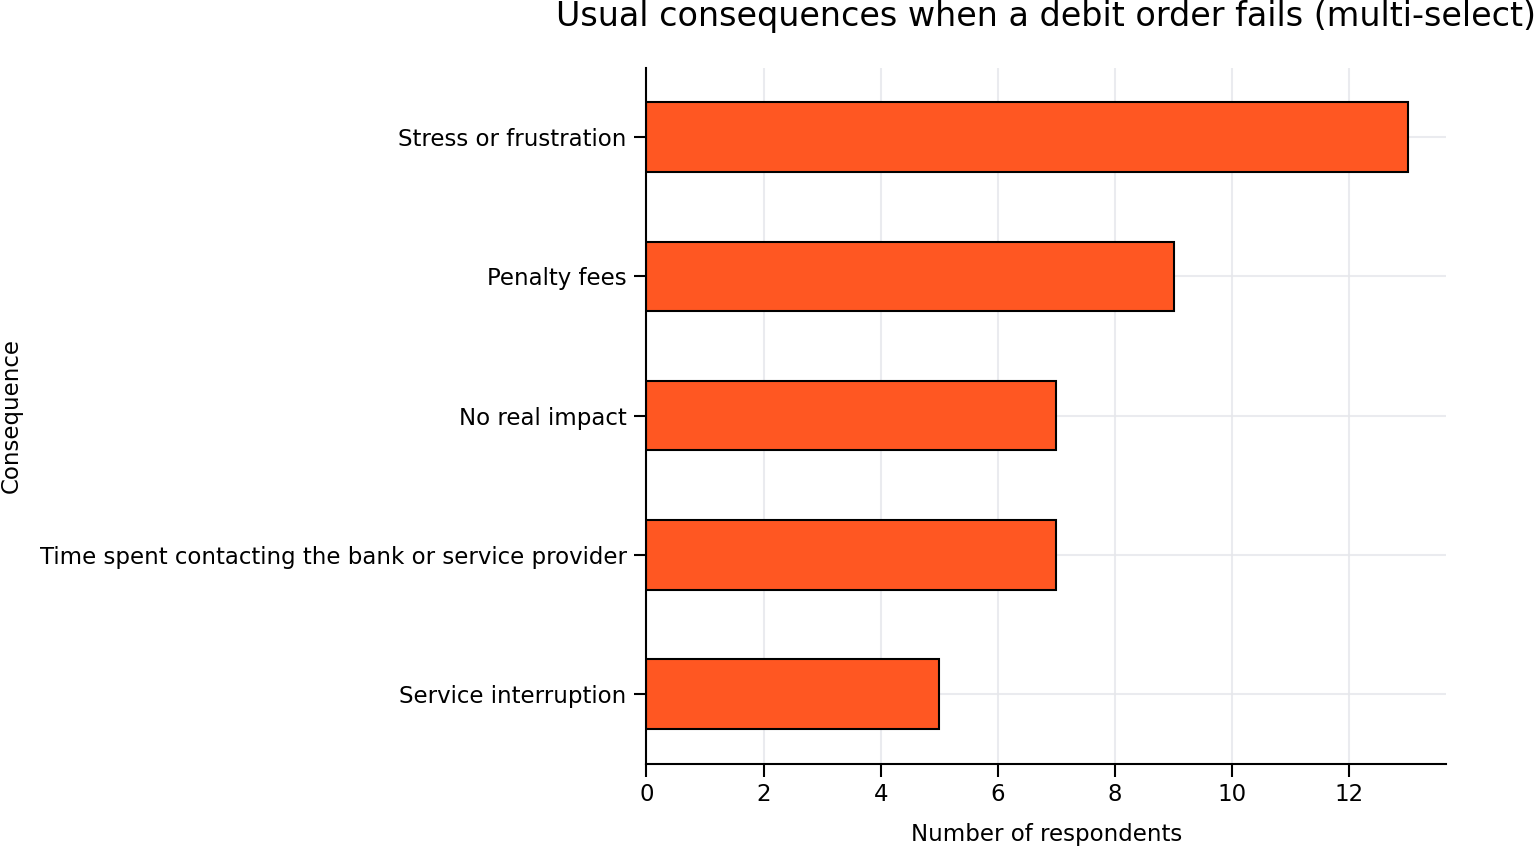 Usual consequences when a debit order fails (multi-select)
Consequence
Stress or frustration
Penalty fees
No real impact
Time spent contacting the bank or service provider
Service interruption
0 2 4 6 8 10 12
Number of respondents